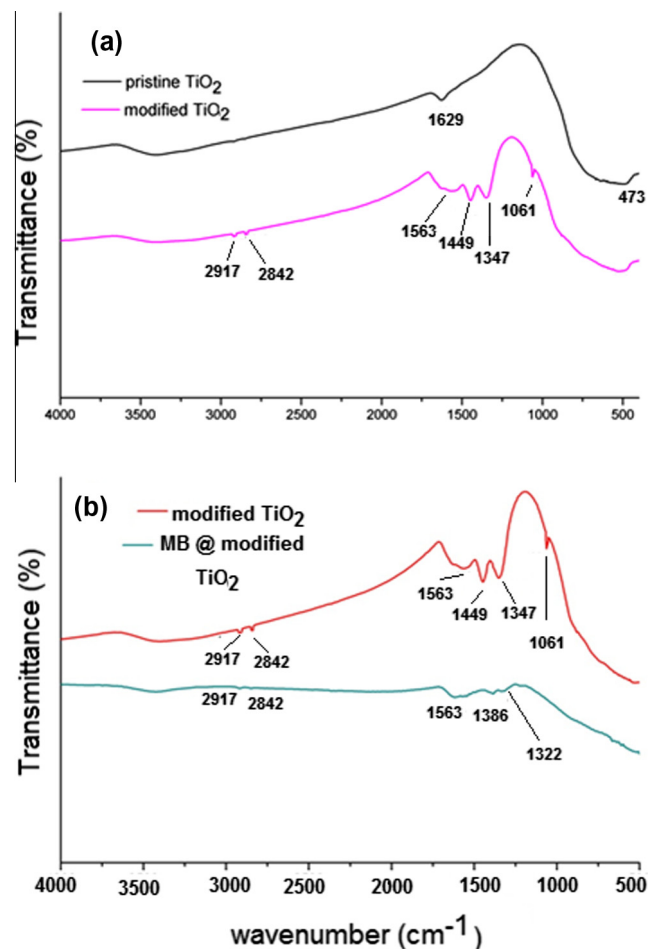 (a)
pristine TiO2
modified TiO2
Transmittance (%)
1629
473
1061
1563
1449
1347
2917
2842
4000 3500 3000 2500 2000 1500 1000 500
(b)
modified TiO2
MB @ modified
TiO2
Transmittance (%)
1563
1449
1347
1061
2917
2842
2917 2842 1563 1386
1322
4000 3500 3000 2500 2000 1500 1000 500
wavenumber (cm-1)